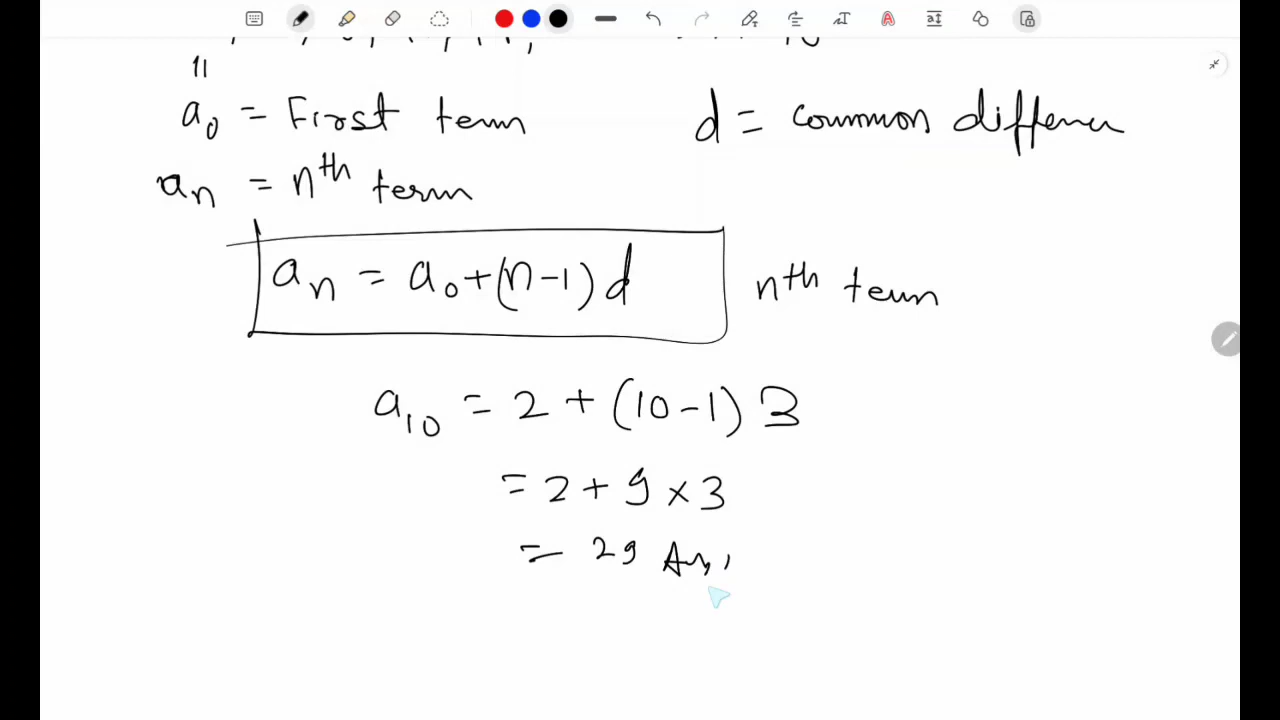 a₀ = First term d = common differenc
aₙ = nᵗʰ term
aₙ = a₀+(n-1)d nth term
a₁₀ = 2 + (10-1) 3
= 2 + 9 × 3
= 29 Ans,